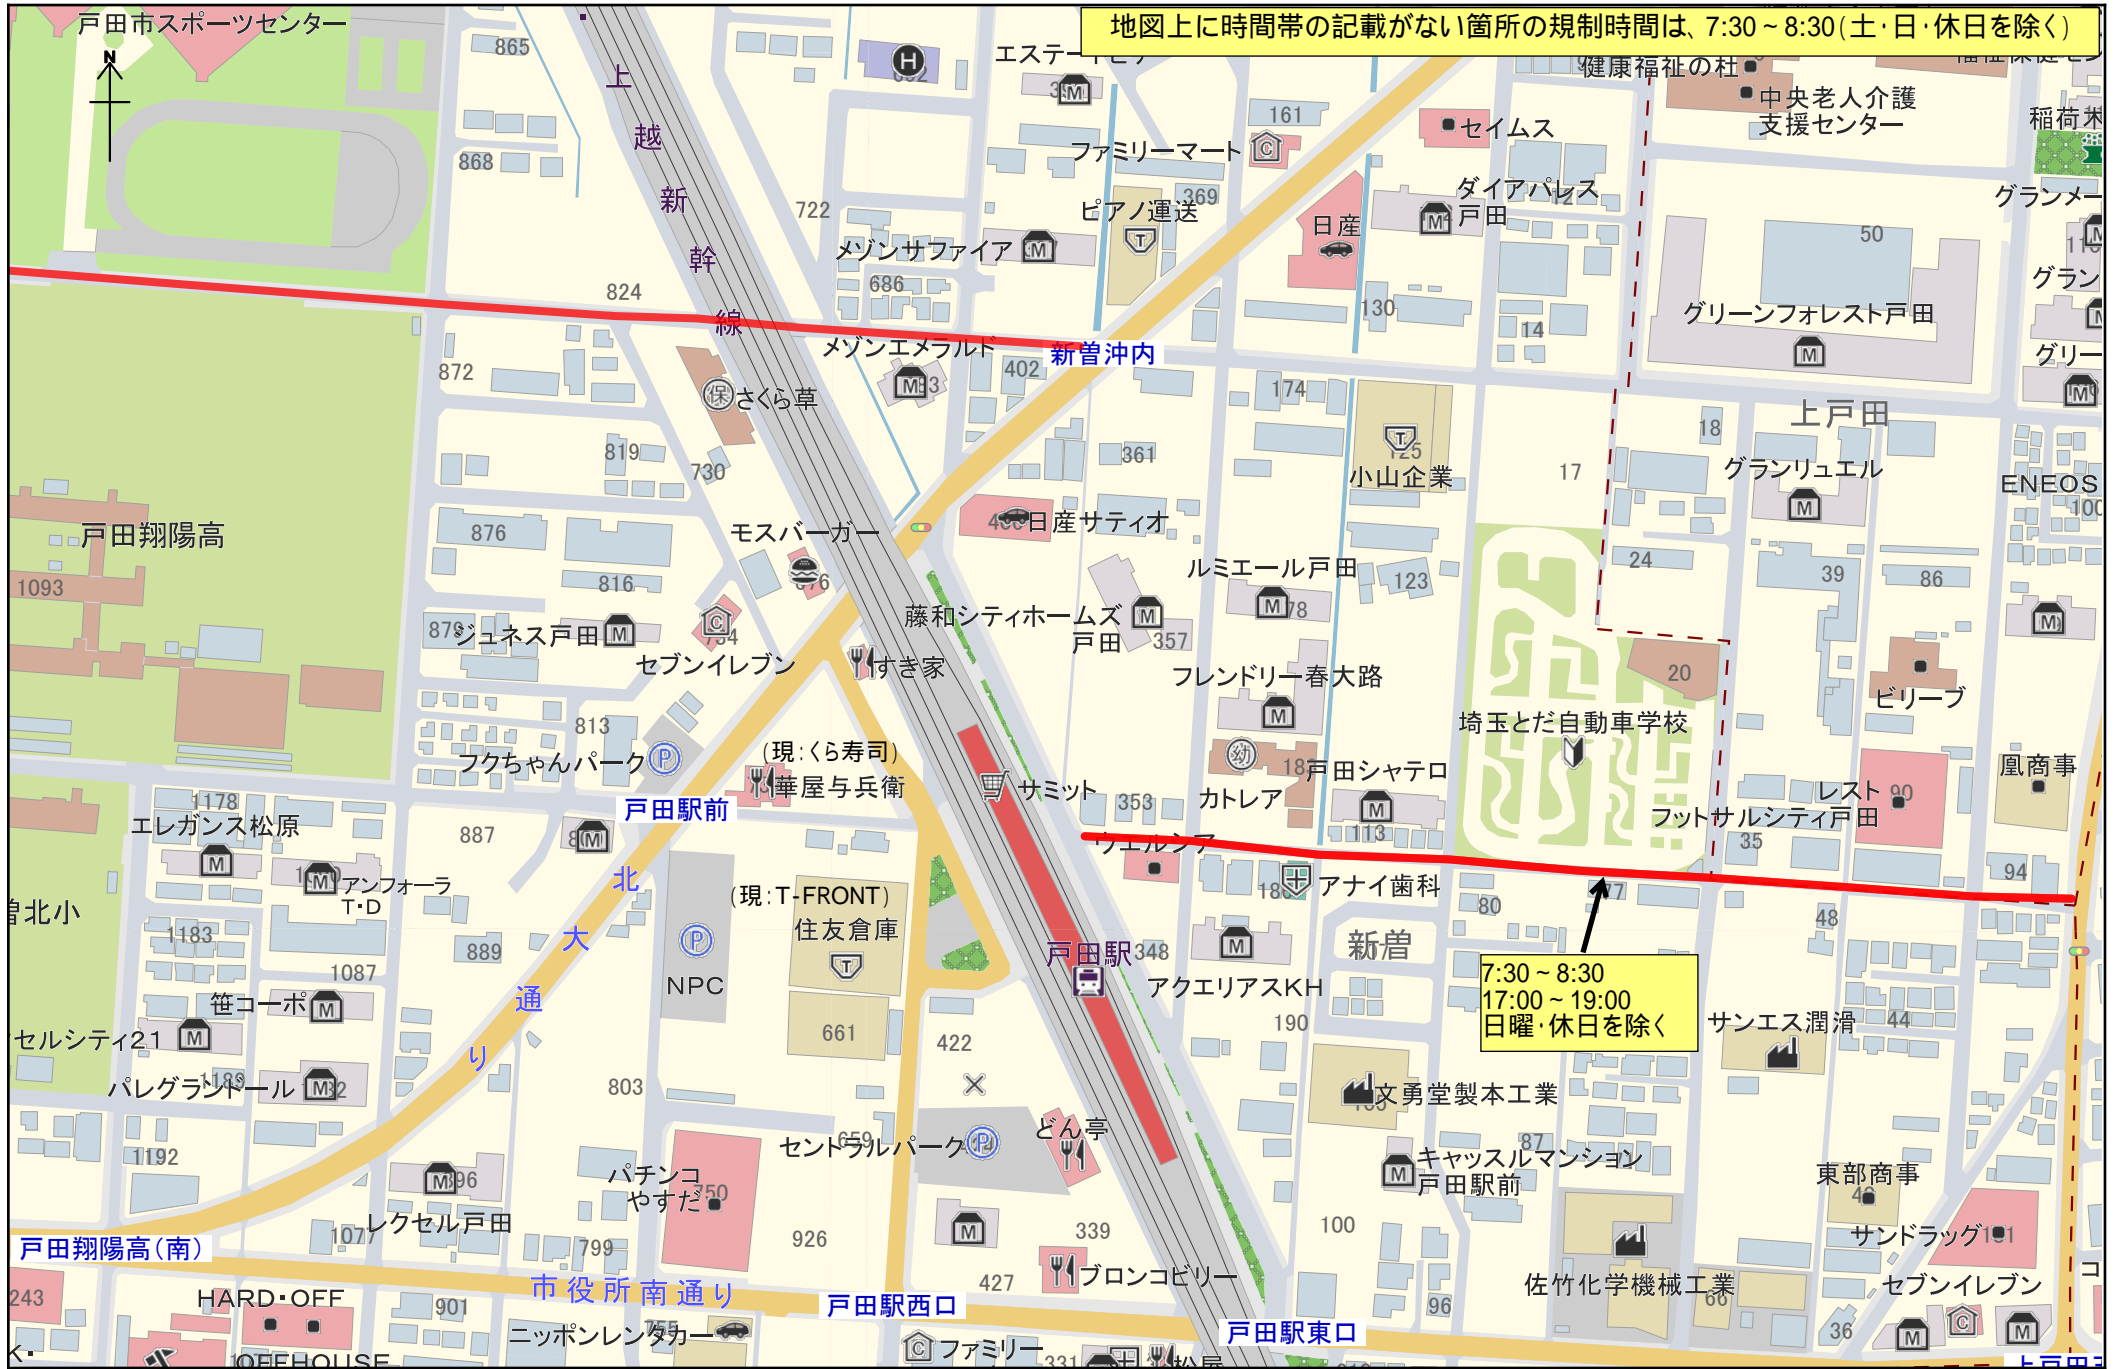 地図上に時間帯の記載がない箇所の規制時間は、7:30~8:30(土・日・休日を除く)
戸田市スポーツセンター
N
865
上
越
新
幹
線
868
722
824
686
872
819
730
876
816
879
813
1093
戸田翔陽高
健康福祉の杜
中央老人介護
支援センター
161
セイムス
ファミリーマート
369
ピアノ運送
ダイアパレス
戸田
12
日産
130
14
50
メゾンサファイア
メゾンエメラルド
新曽沖内
402
グリーンフォレスト戸田
さくら草
174
上戸田
18
17
361
125
小山企業
グランリュエル
ENEOS
モスバーガー
日産サティオ
ルミエール戸田
123
24
39
86
藤和シティホームズ
戸田
357
78
ジュネス戸田
セブンイレブン
すき家
フレンドリー春大路
20
ビリーブ
埼玉とだ自動車学校
(現:くら寿司)
華屋与兵衛
フクちゃんパーク
サミット
戸田駅前
353
カトレア
戸田シャテロ
113
レスト
フットサルシティ戸田
90
凰商事
35
94
1178
エレガンス松原
887
アンフォーラ
T・D
ウエルシア
アナイ歯科
80
77
48
北
大
通
り
(現:T-FRONT)
住友倉庫
NPC
1183
1087
889
戸田駅
348
新曽
アクエリアスKH
190
7:30~8:30
17:00~19:00
日曜・休日を除く
サンエス潤滑
44
笹コーポ
セルシティ21
1189
パレグランドール
661
422
803
文勇堂製本工業
659
セントラルパーク
どん亭
87
キャッスルマンション
戸田駅前
1192
レクセル戸田
1077
パチンコ
やすだ
750
東部商事
サンドラッグ
799
926
339
100
427
ブロンコビリー
佐竹化学機械工業
66
セブンイレブン
戸田翔陽高(南)
市役所南通り
戸田駅西口
戸田駅東口
243
HARD・OFF
901
ニッポンレンタカー
755
ファミリー
331
松屋
96
36
OFFHOUSE